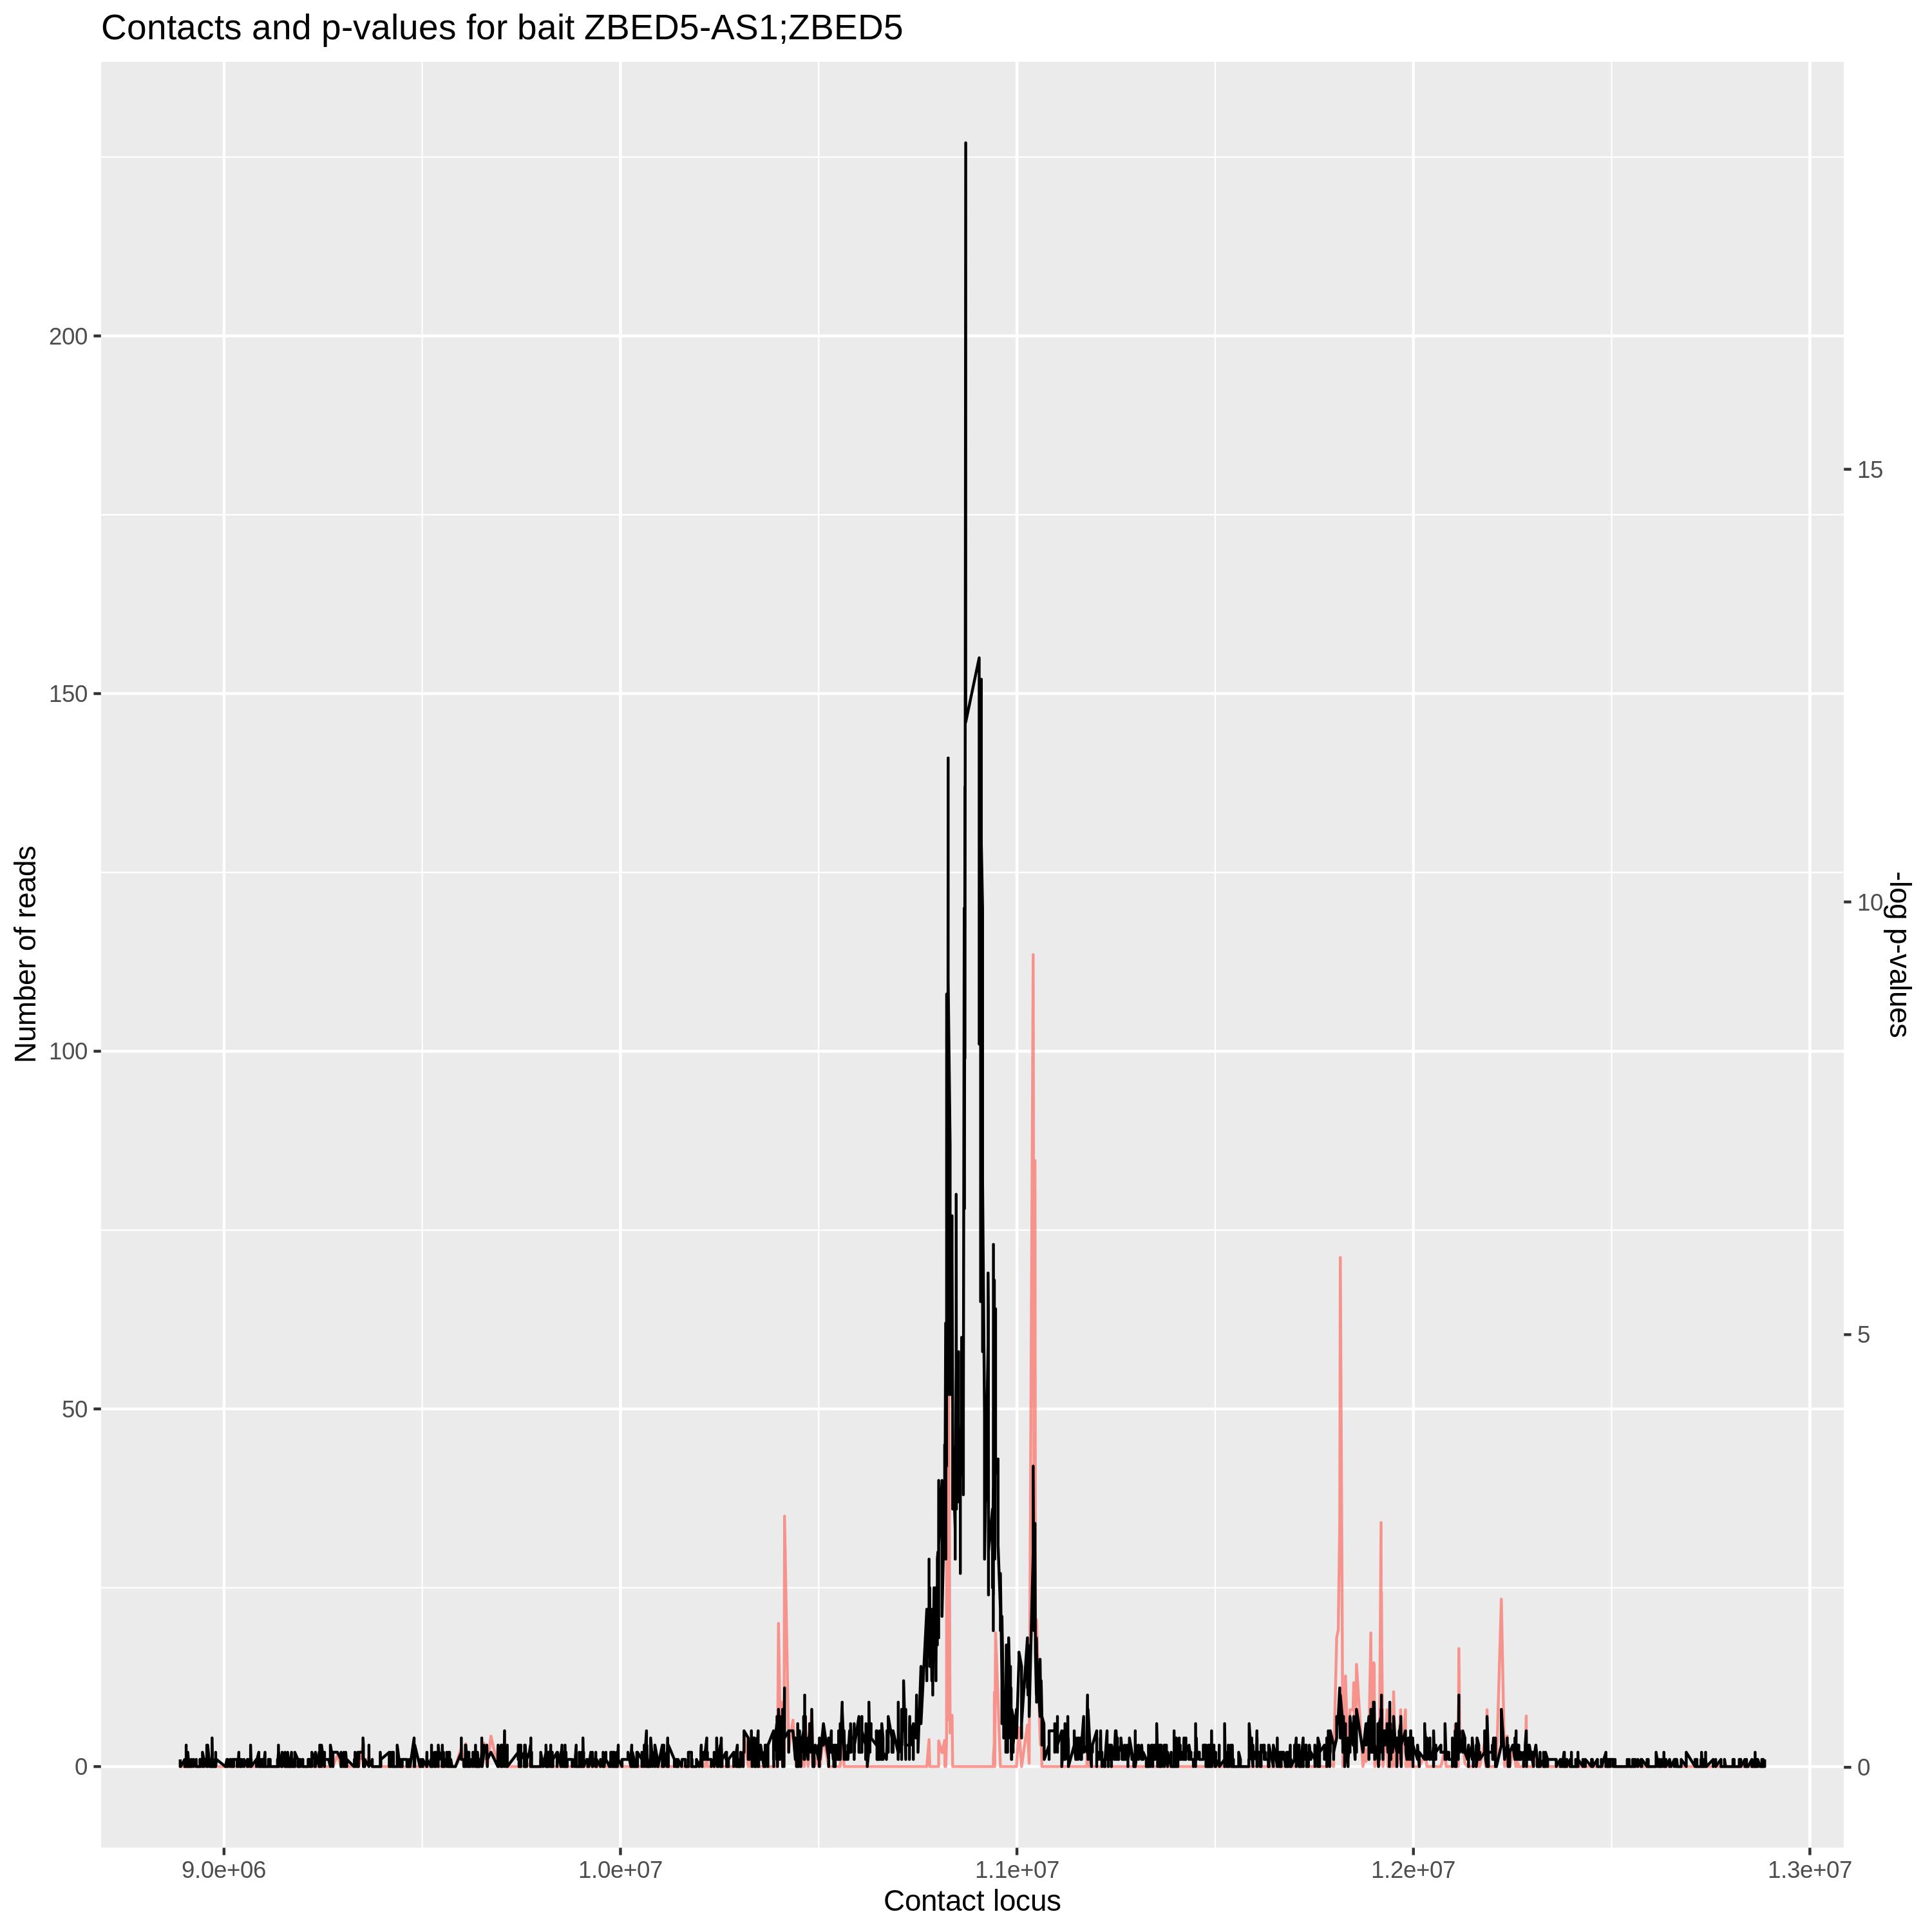 Contacts and p-values for bait ZBED5-AS1;ZBED5
Number of reads
200
150
100
50
0
15
10
5
0
-log p-values
9.0e+06
1.0e+07
1.1e+07
1.2e+07
1.3e+07
Contact locus